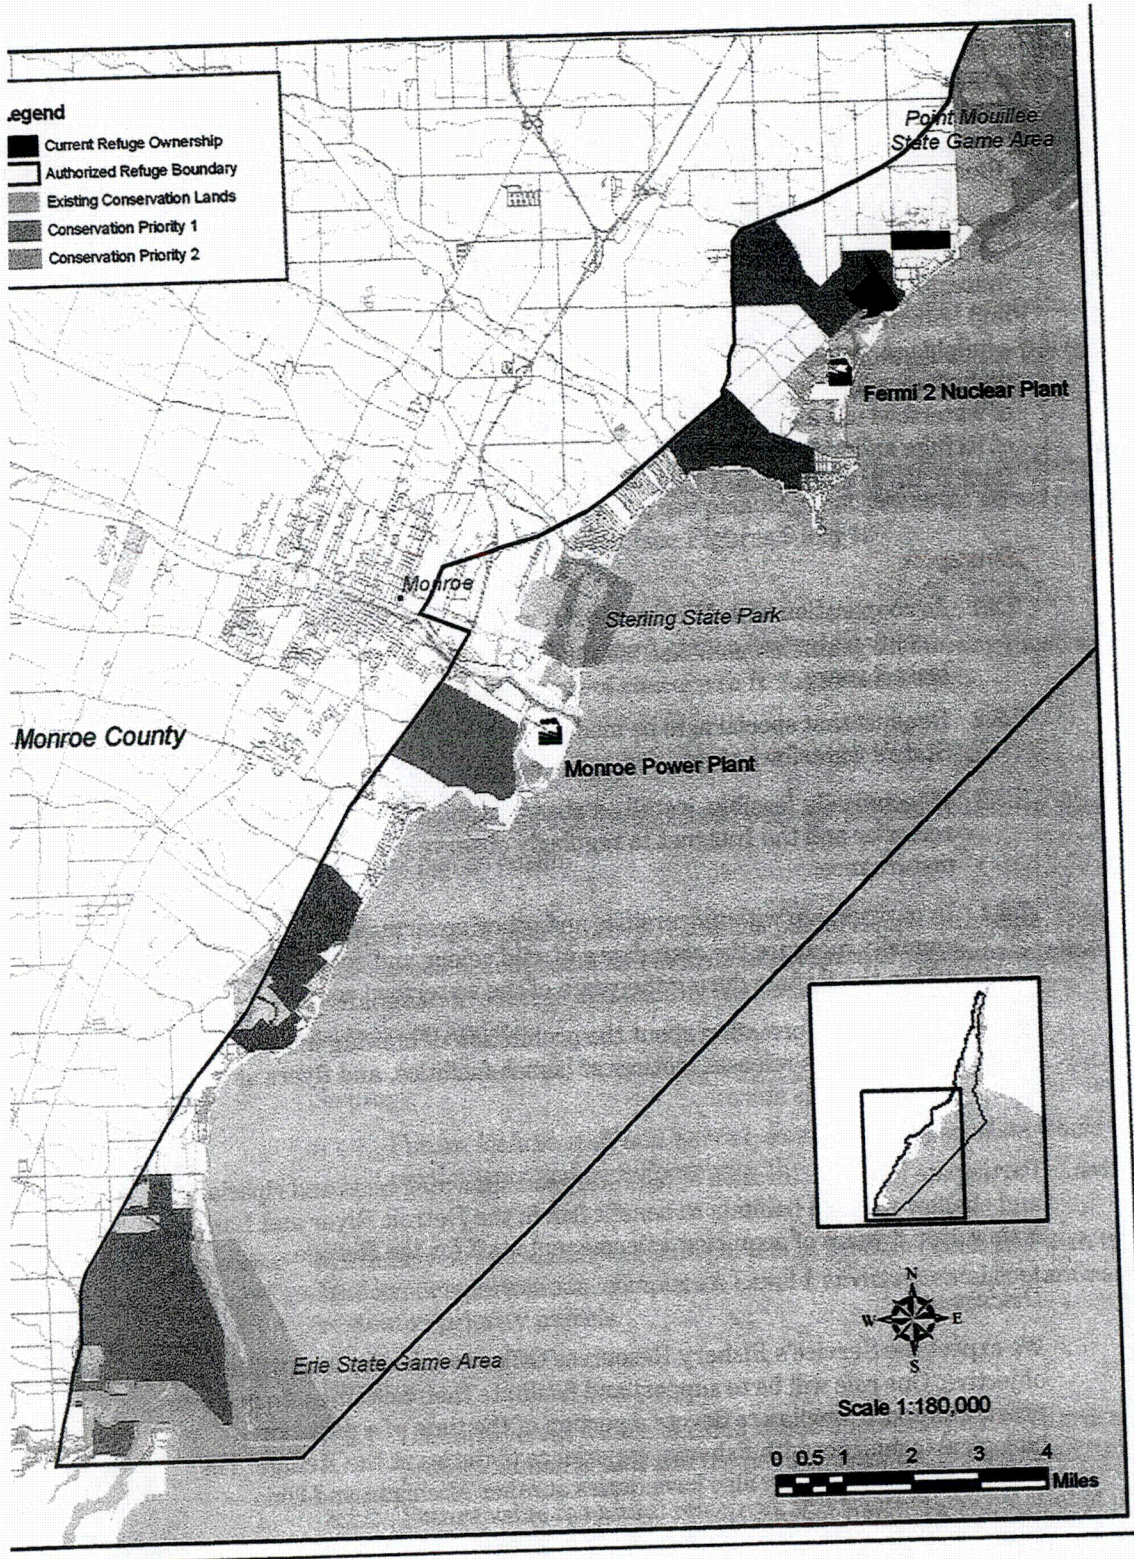 .egend
Current Refuge Ownership
Authorized Refuge Boundary
Existing Conservation Lands
Conservation Priority 1
Conservation Priority 2
Point Mouillee
State Game Area
Fermi 2 Nuclear Plant
Monroe
Sterling State Park
Monroe County
Monroe Power Plant
Erie State Game Area
N
W
E
S
Scale 1:180,000
0 0.5 1 2 3 4
Miles